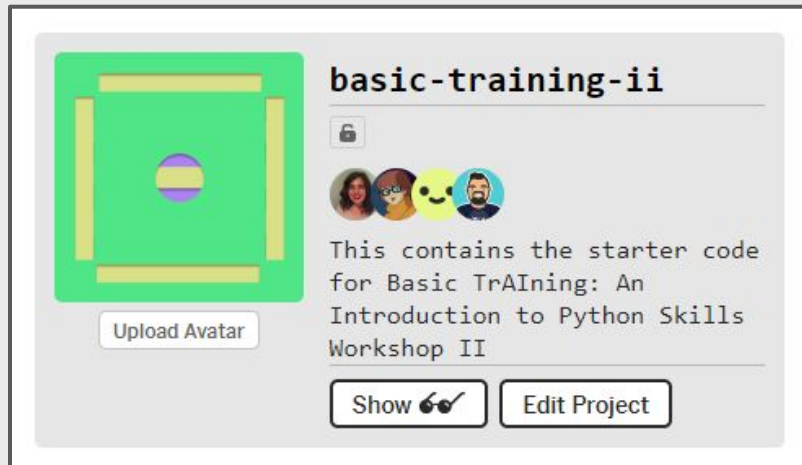 basic-training-ii
This contains the starter code
for Basic TrAIning: An
Introduction to Python Skills
Workshop II
Upload Avatar
Show
Edit Project